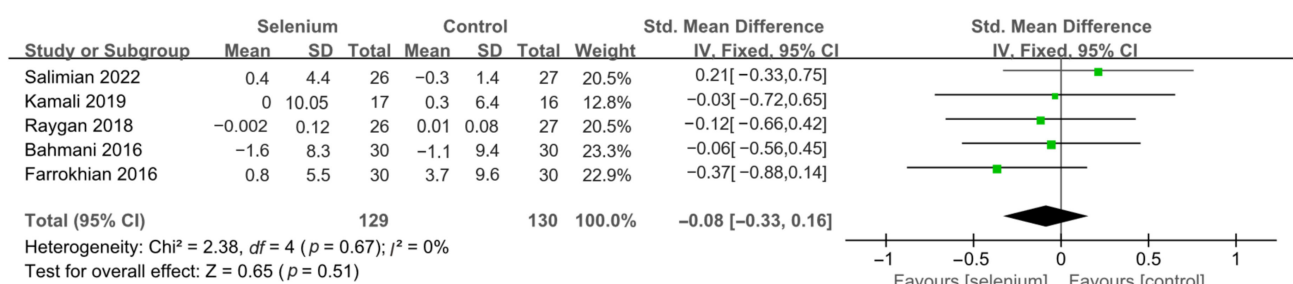 Selenium Control Std. Mean Difference Std. Mean Difference
Study or Subgroup Mean SD Total Mean SD Total Weight IV. Fixed. 95% CI IV. Fixed. 95% CI
Salimian 2022 0.4 4.4 26 −0.3 1.4 27 20.5% 0.21[ −0.33,0.75]
Kamali 2019 0 10.05 17 0.3 6.4 16 12.8% −0.03[ −0.72,0.65]
Raygan 2018 −0.002 0.12 26 0.01 0.08 27 20.5% −0.12[ −0.66,0.42]
Bahmani 2016 −1.6 8.3 30 −1.1 9.4 30 23.3% −0.06[ −0.56,0.45]
Farrokhian 2016 0.8 5.5 30 3.7 9.6 30 22.9% −0.37[ −0.88,0.14]
Total (95% CI) 129 130 100.0% −0.08 [−0.33, 0.16]
Heterogeneity: Chi² = 2.38, df = 4 ( p = 0.67); I² = 0%
Test for overall effect: Z = 0.65 ( p = 0.51)
−1 −0.5 0 0.5 1
Favours [selenium] Favours [control]